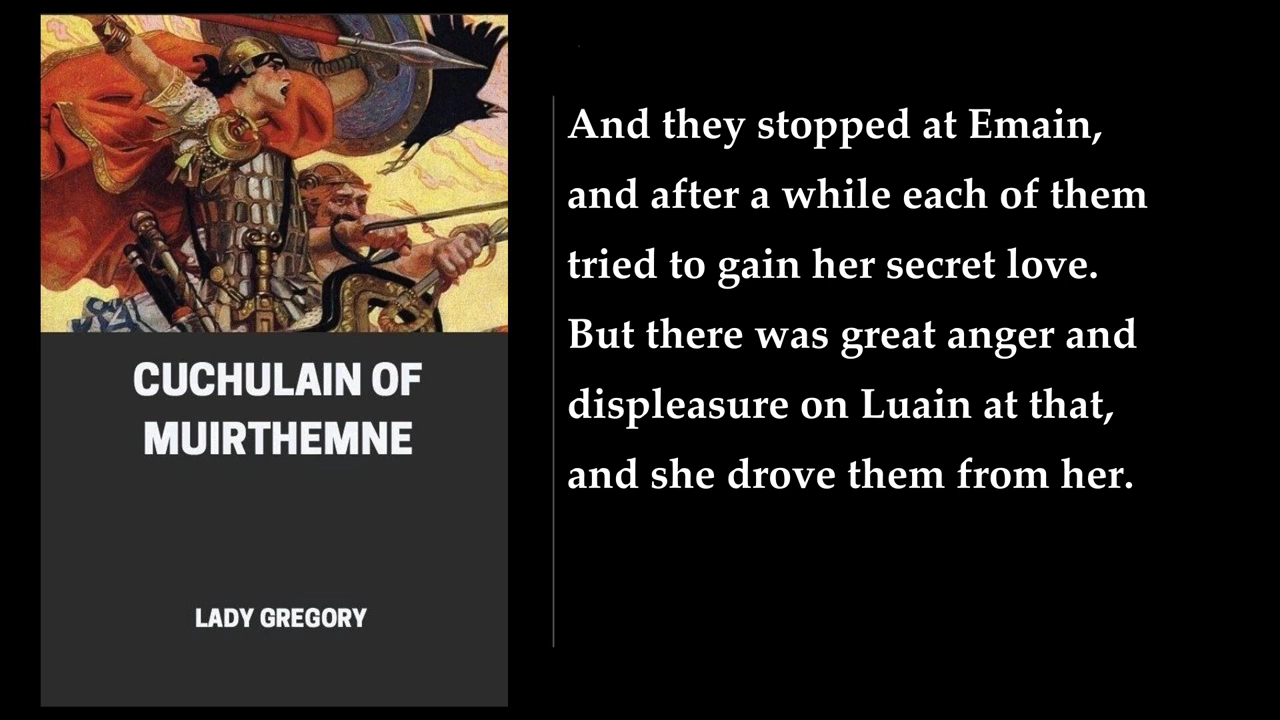 CUCHULAIN OF
MUIRTHEMNE
LADY GREGORY
And they stopped at Emain,
and after a while each of them
tried to gain her secret love.
But there was great anger and
displeasure on Luain at that,
and she drove them from her.